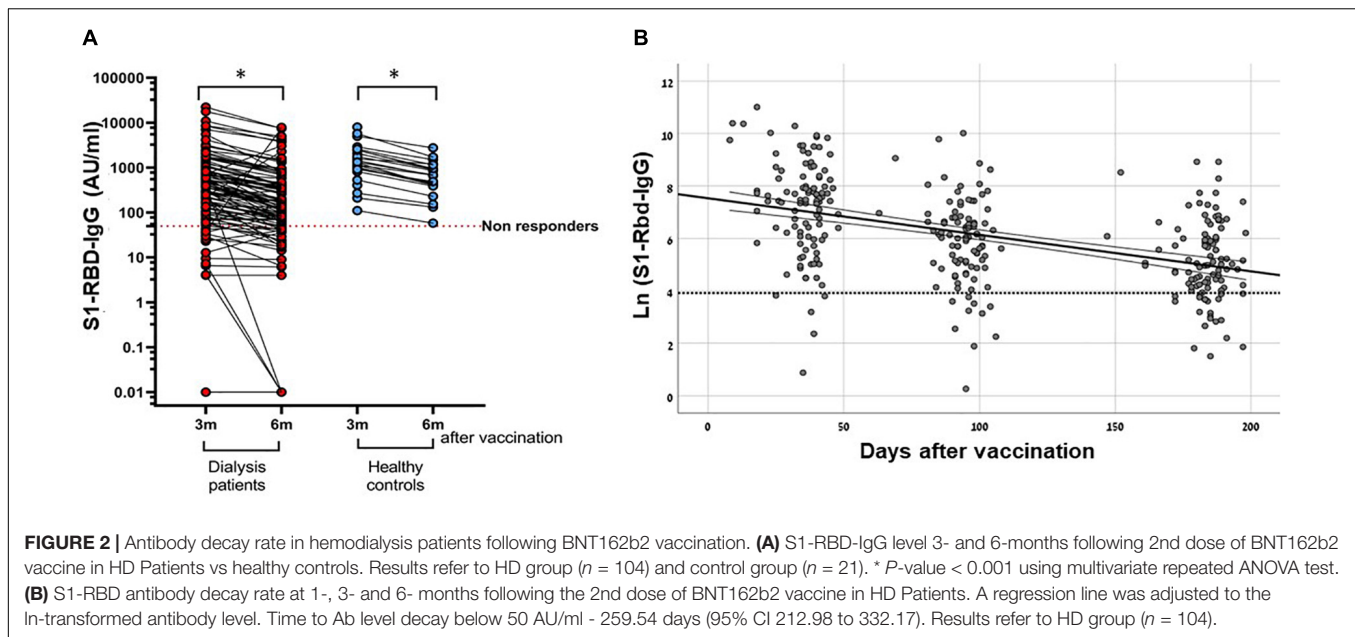 A
B
* *
100000
10000
1000
100
10
1
0.1
0.01
S1-RBD-IgG (AU/ml)
Non responders
3m 6m 3m 6m
after vaccination
Dialysis
patients
Healthy
controls
12
10
8
6
4
2
0
Ln (S1-Rbd-IgG)
0 50 100 150 200
Days after vaccination
FIGURE 2 | Antibody decay rate in hemodialysis patients following BNT162b2 vaccination. (A) S1-RBD-IgG level 3- and 6-months following 2nd dose of BNT162b2
vaccine in HD Patients vs healthy controls. Results refer to HD group (n = 104) and control group (n = 21). * P-value < 0.001 using multivariate repeated ANOVA test.
(B) S1-RBD antibody decay rate at 1-, 3- and 6- months following the 2nd dose of BNT162b2 vaccine in HD Patients. A regression line was adjusted to the
ln-transformed antibody level. Time to Ab level decay below 50 AU/ml - 259.54 days (95% CI 212.98 to 332.17). Results refer to HD group (n = 104).